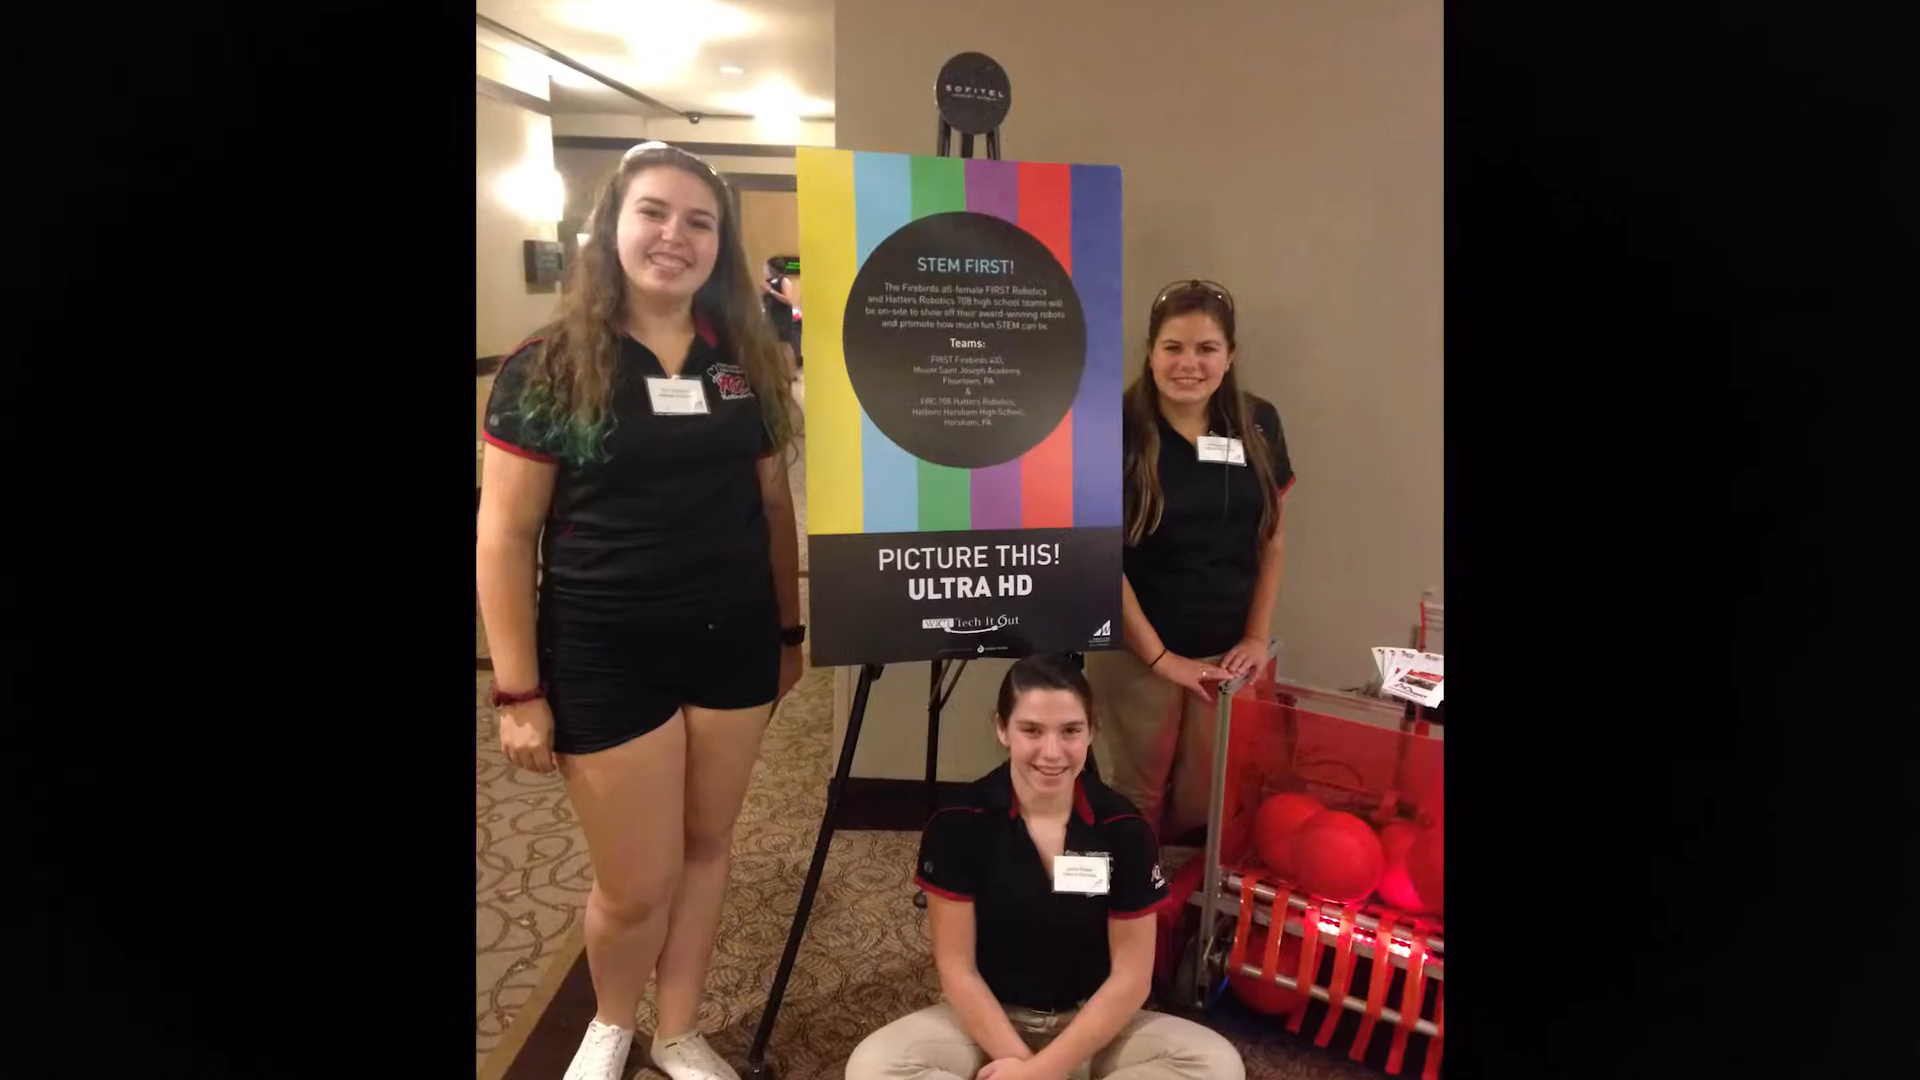 SOFITEL
STEM FIRST!
The Firebirds all-female FIRST Robotics
and Hatters Robotics 708 high school teams will
be on-site to show off their award-winning robots
and promote how much fun STEM can be.
Teams:
FIRST Firebirds 433,
Mount Saint Joseph Academy,
Flourtown, PA
&
FRC 708 Hatters Robotics,
Hatboro Horsham High School,
Horsham, PA
PICTURE THIS!
ULTRA HD
WICT Tech It Out